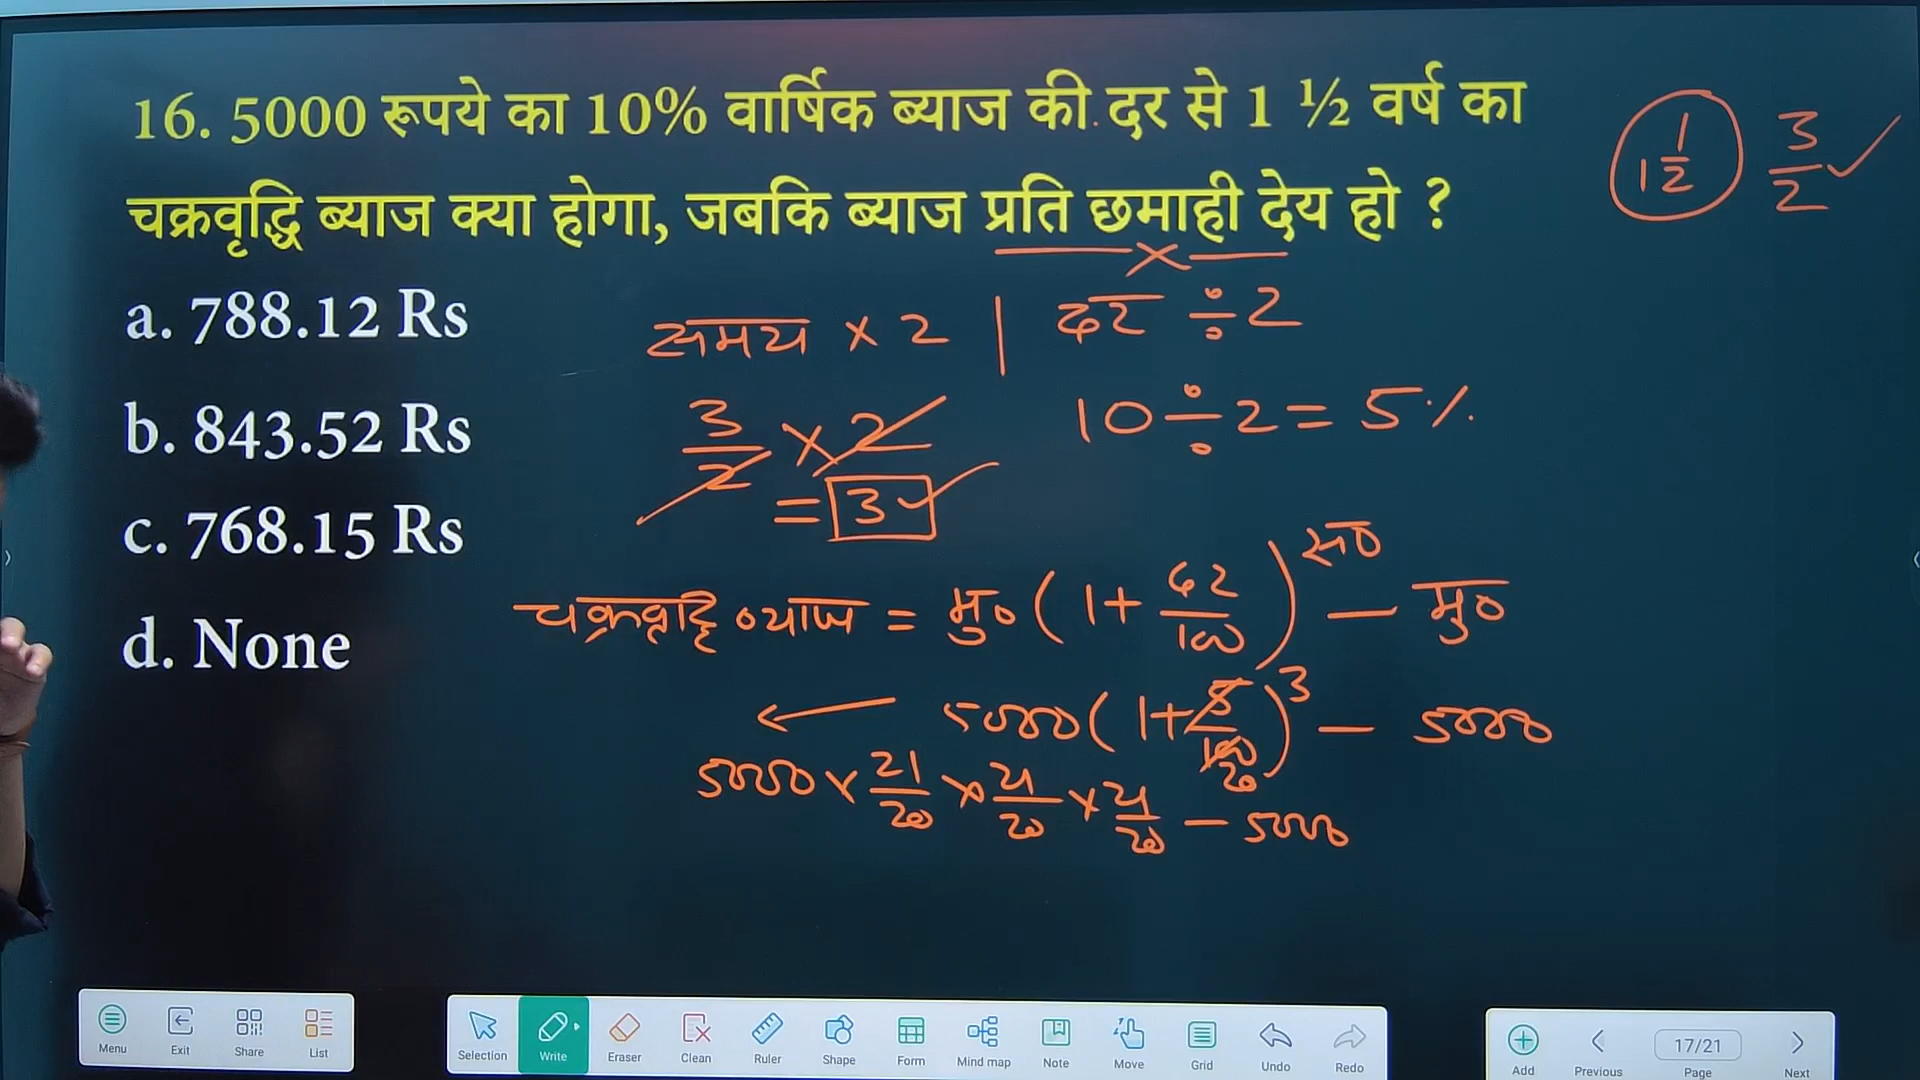 16. 5000 रूपये का 10% वार्षिक ब्याज की दर से 1 ½ वर्ष का
चक्रवृद्धि ब्याज क्या होगा, जबकि ब्याज प्रति छमाही देय हो ?
1 1/2 3/2 ✓
a. 788.12 Rs
b. 843.52 Rs
c. 768.15 Rs
d. None
समय × 2 | दर ÷ 2
3/2 × 2
= 3 ✓
10 ÷ 2 = 5%
चक्रवृद्धि ब्याज = मु० (1 + दर/100)^स० – मु०
5000 (1 + 5/100)^3 – 5000
20
5000 × 21/20 × 21/20 × 21/20 – 5000
Menu Exit Share List
Selection Write Eraser Clean Ruler Shape Form Mind map Note Move Grid Undo Redo
17/21
Add Previous Page Next